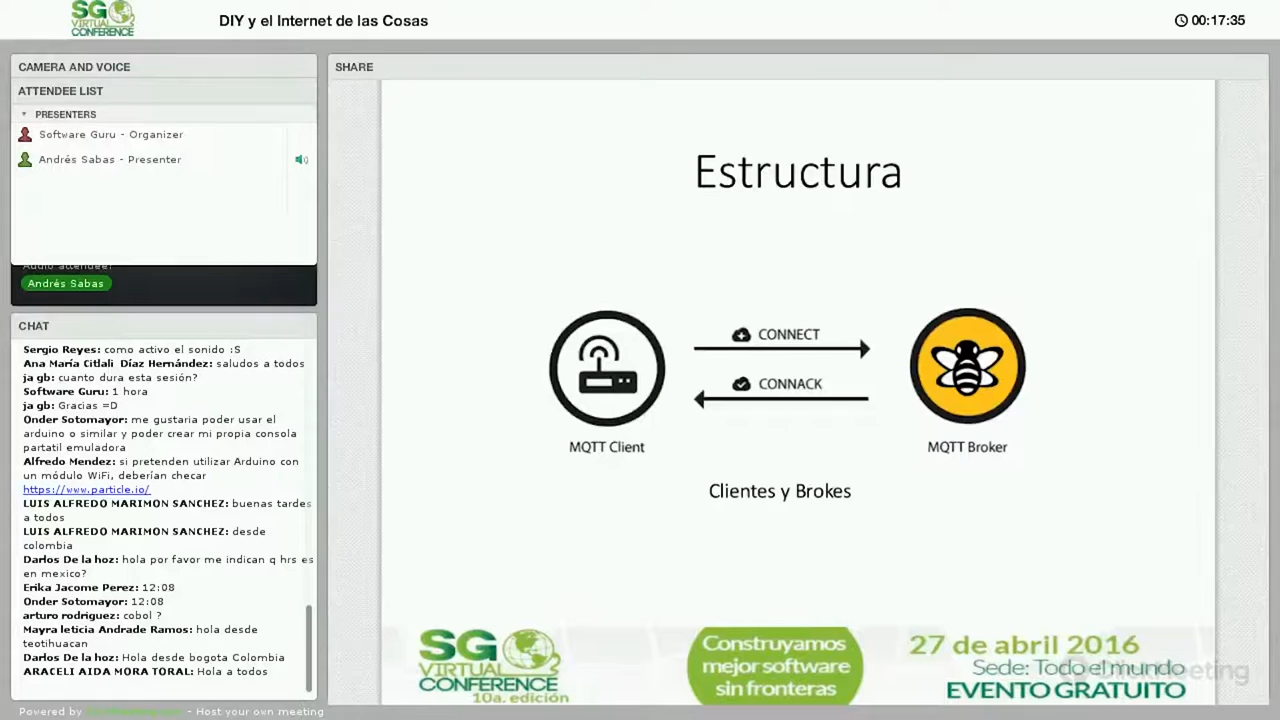 SG
VIRTUAL
CONFERENCE
DIY y el Internet de las Cosas
00:17:35
CAMERA AND VOICE
ATTENDEE LIST
PRESENTERS
Software Guru - Organizer
Andrés Sabas - Presenter
Audio attendee:
Andrés Sabas
CHAT
Sergio Reyes: como activo el sonido :S
Ana María Citlali Díaz Hernández: saludos a todos
ja gb: cuanto dura esta sesión?
Software Guru: 1 hora
ja gb: Gracias =D
Onder Sotomayor: me gustaria poder usar el
arduino o similar y poder crear mi propia consola
partatil emuladora
Alfredo Mendez: si pretenden utilizar Arduino con
un módulo WiFi, deberían checar
https://www.particle.io/
LUIS ALFREDO MARIMON SANCHEZ: buenas tardes
a todos
LUIS ALFREDO MARIMON SANCHEZ: desde
colombia
Darlos De la hoz: hola por favor me indican q hrs es
en mexico?
Erika Jacome Perez: 12:08
Onder Sotomayor: 12:08
arturo rodriguez: cobol ?
Mayra leticia Andrade Ramos: hola desde
teotihuacan
Darlos De la hoz: Hola desde bogota Colombia
ARACELI AIDA MORA TORAL: Hola a todos
Powered by
- Host your own meeting
SHARE
Estructura
CONNECT
CONNACK
MQTT Client
MQTT Broker
Clientes y Brokes
SG
VIRTUAL
CONFERENCE
10a. edición
Construyamos
mejor software
sin fronteras
27 de abril 2016
Sede: Todo el mundo
EVENTO GRATUITO